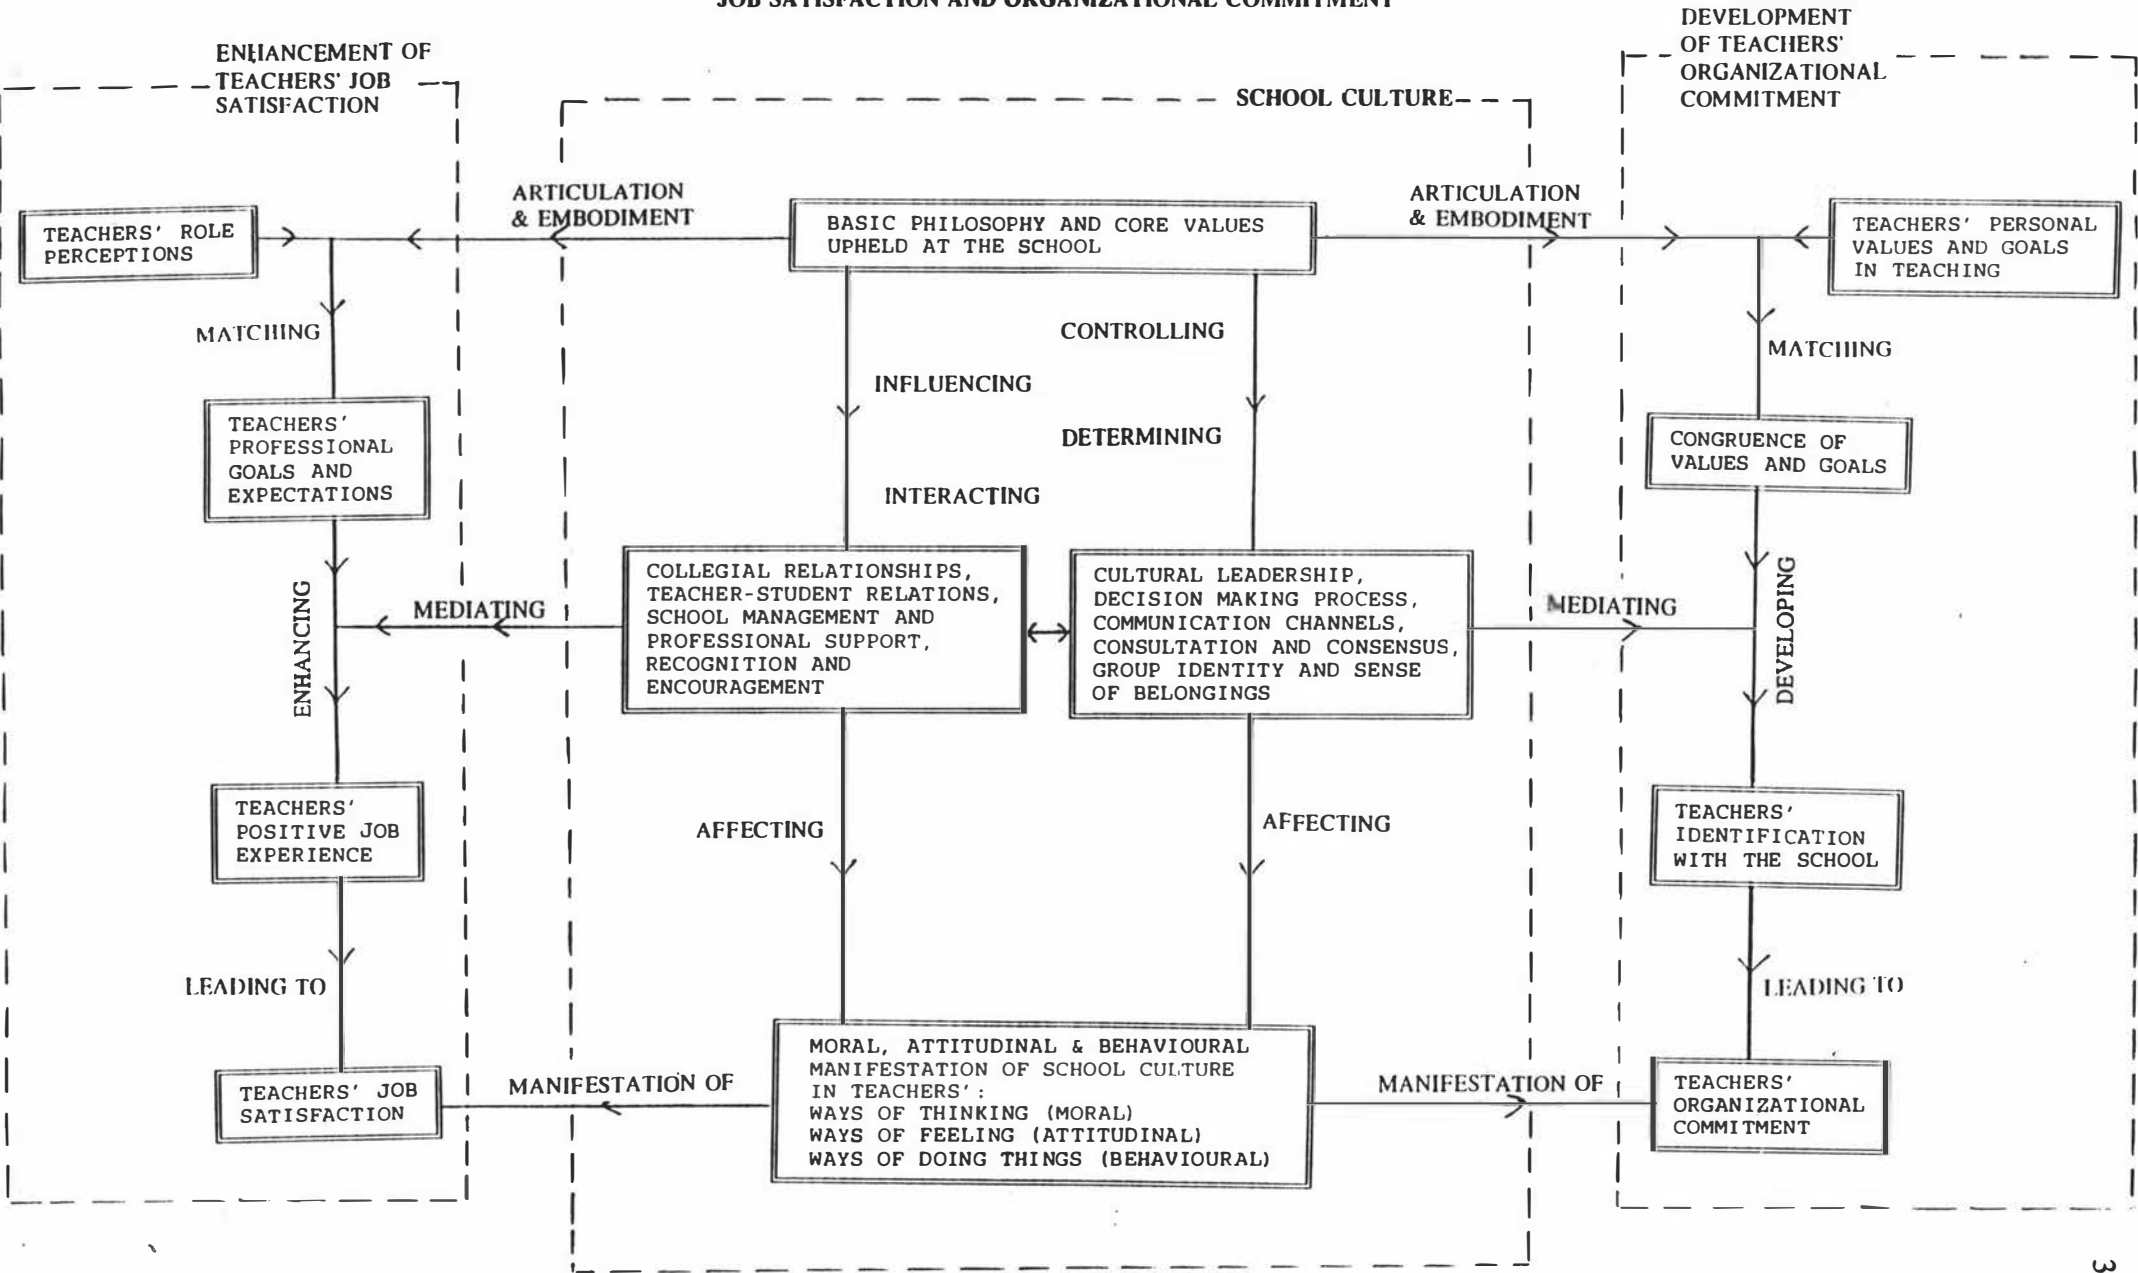 JOB SATISFACTION AND ORGANIZATIONAL COMMITMENT
ENHANCEMENT OF
TEACHERS' JOB
SATISFACTION
SCHOOL CULTURE
DEVELOPMENT
OF TEACHERS'
ORGANIZATIONAL
COMMITMENT
TEACHERS' ROLE
PERCEPTIONS
ARTICULATION
& EMBODIMENT
BASIC PHILOSOPHY AND CORE VALUES
UPHELD AT THE SCHOOL
ARTICULATION
& EMBODIMENT
TEACHERS' PERSONAL
VALUES AND GOALS
IN TEACHING
MATCHING
INFLUENCING
INTERACTING
CONTROLLING
DETERMINING
MATCHING
TEACHERS'
PROFESSIONAL
GOALS AND
EXPECTATIONS
CONGRUENCE OF
VALUES AND GOALS
ENHANCING
MEDIATING
COLLEGIAL RELATIONSHIPS,
TEACHER-STUDENT RELATIONS,
SCHOOL MANAGEMENT AND
PROFESSIONAL SUPPORT,
RECOGNITION AND
ENCOURAGEMENT
CULTURAL LEADERSHIP,
DECISION MAKING PROCESS,
COMMUNICATION CHANNELS,
CONSULTATION AND CONSENSUS,
GROUP IDENTITY AND SENSE
OF BELONGINGS
MEDIATING
DEVELOPING
TEACHERS'
POSITIVE JOB
EXPERIENCE
AFFECTING
AFFECTING
TEACHERS'
IDENTIFICATION
WITH THE SCHOOL
LEADING TO
LEADING TO
TEACHERS' JOB
SATISFACTION
MANIFESTATION OF
MORAL, ATTITUDINAL & BEHAVIOURAL
MANIFESTATION OF SCHOOL CULTURE
IN TEACHERS':
WAYS OF THINKING (MORAL)
WAYS OF FEELING (ATTITUDINAL)
WAYS OF DOING THINGS (BEHAVIOURAL)
MANIFESTATION OF
TEACHERS'
ORGANIZATIONAL
COMMITMENT
3